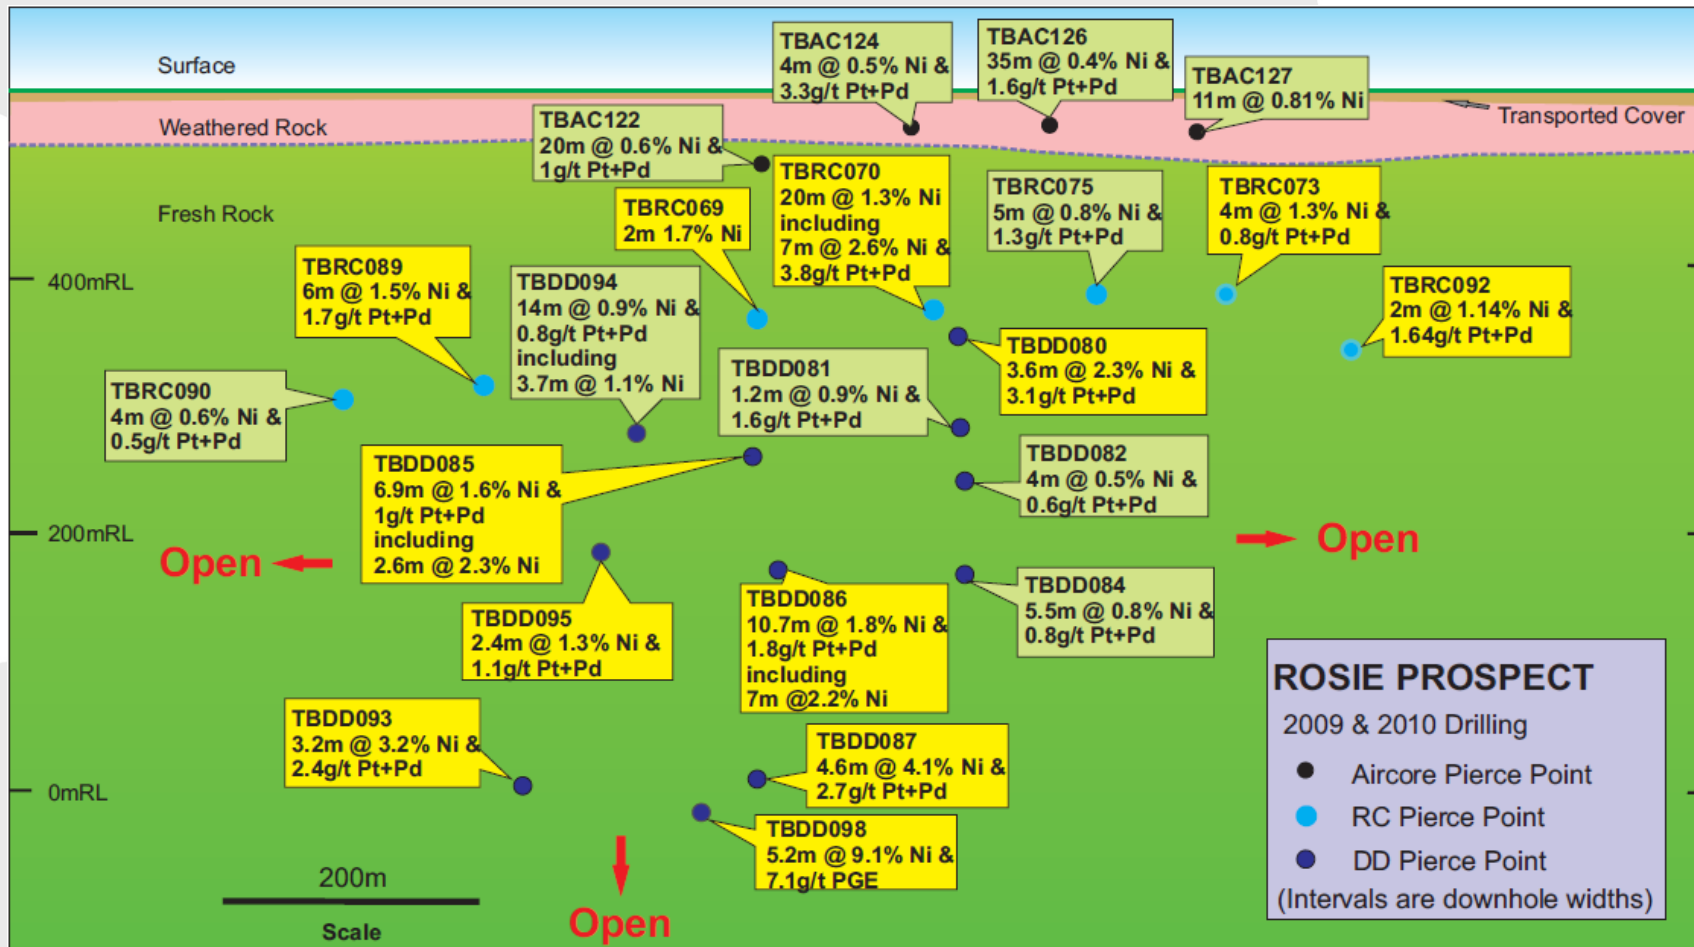 Surface
Weathered Rock
Fresh Rock
Transported Cover
TBAC124
4m @ 0.5% Ni &
3.3g/t Pt+Pd
TBAC126
35m @ 0.4% Ni &
1.6g/t Pt+Pd
TBAC127
11m @ 0.81% Ni
TBAC122
20m @ 0.6% Ni &
1g/t Pt+Pd
TBRC069
2m 1.7% Ni
TBRC070
20m @ 1.3% Ni
including
7m @ 2.6% Ni &
3.8g/t Pt+Pd
TBRC075
5m @ 0.8% Ni &
1.3g/t Pt+Pd
TBRC073
4m @ 1.3% Ni &
0.8g/t Pt+Pd
TBRC089
6m @ 1.5% Ni &
1.7g/t Pt+Pd
TBDD094
14m @ 0.9% Ni &
0.8g/t Pt+Pd
including
3.7m @ 1.1% Ni
TBRC092
2m @ 1.14% Ni &
1.64g/t Pt+Pd
400mRL
TBRC090
4m @ 0.6% Ni &
0.5g/t Pt+Pd
TBDD081
1.2m @ 0.9% Ni &
1.6g/t Pt+Pd
TBDD080
3.6m @ 2.3% Ni &
3.1g/t Pt+Pd
TBDD085
6.9m @ 1.6% Ni &
1g/t Pt+Pd
including
2.6m @ 2.3% Ni
TBDD082
4m @ 0.5% Ni &
0.6g/t Pt+Pd
200mRL
Open
Open
TBDD095
2.4m @ 1.3% Ni &
1.1g/t Pt+Pd
TBDD086
10.7m @ 1.8% Ni &
1.8g/t Pt+Pd
including
7m @2.2% Ni
TBDD084
5.5m @ 0.8% Ni &
0.8g/t Pt+Pd
TBDD093
3.2m @ 3.2% Ni &
2.4g/t Pt+Pd
TBDD087
4.6m @ 4.1% Ni &
2.7g/t Pt+Pd
0mRL
TBDD098
5.2m @ 9.1% Ni &
7.1g/t PGE
200m
Scale
Open
ROSIE PROSPECT
2009 & 2010 Drilling
Aircore Pierce Point
RC Pierce Point
DD Pierce Point
(Intervals are downhole widths)